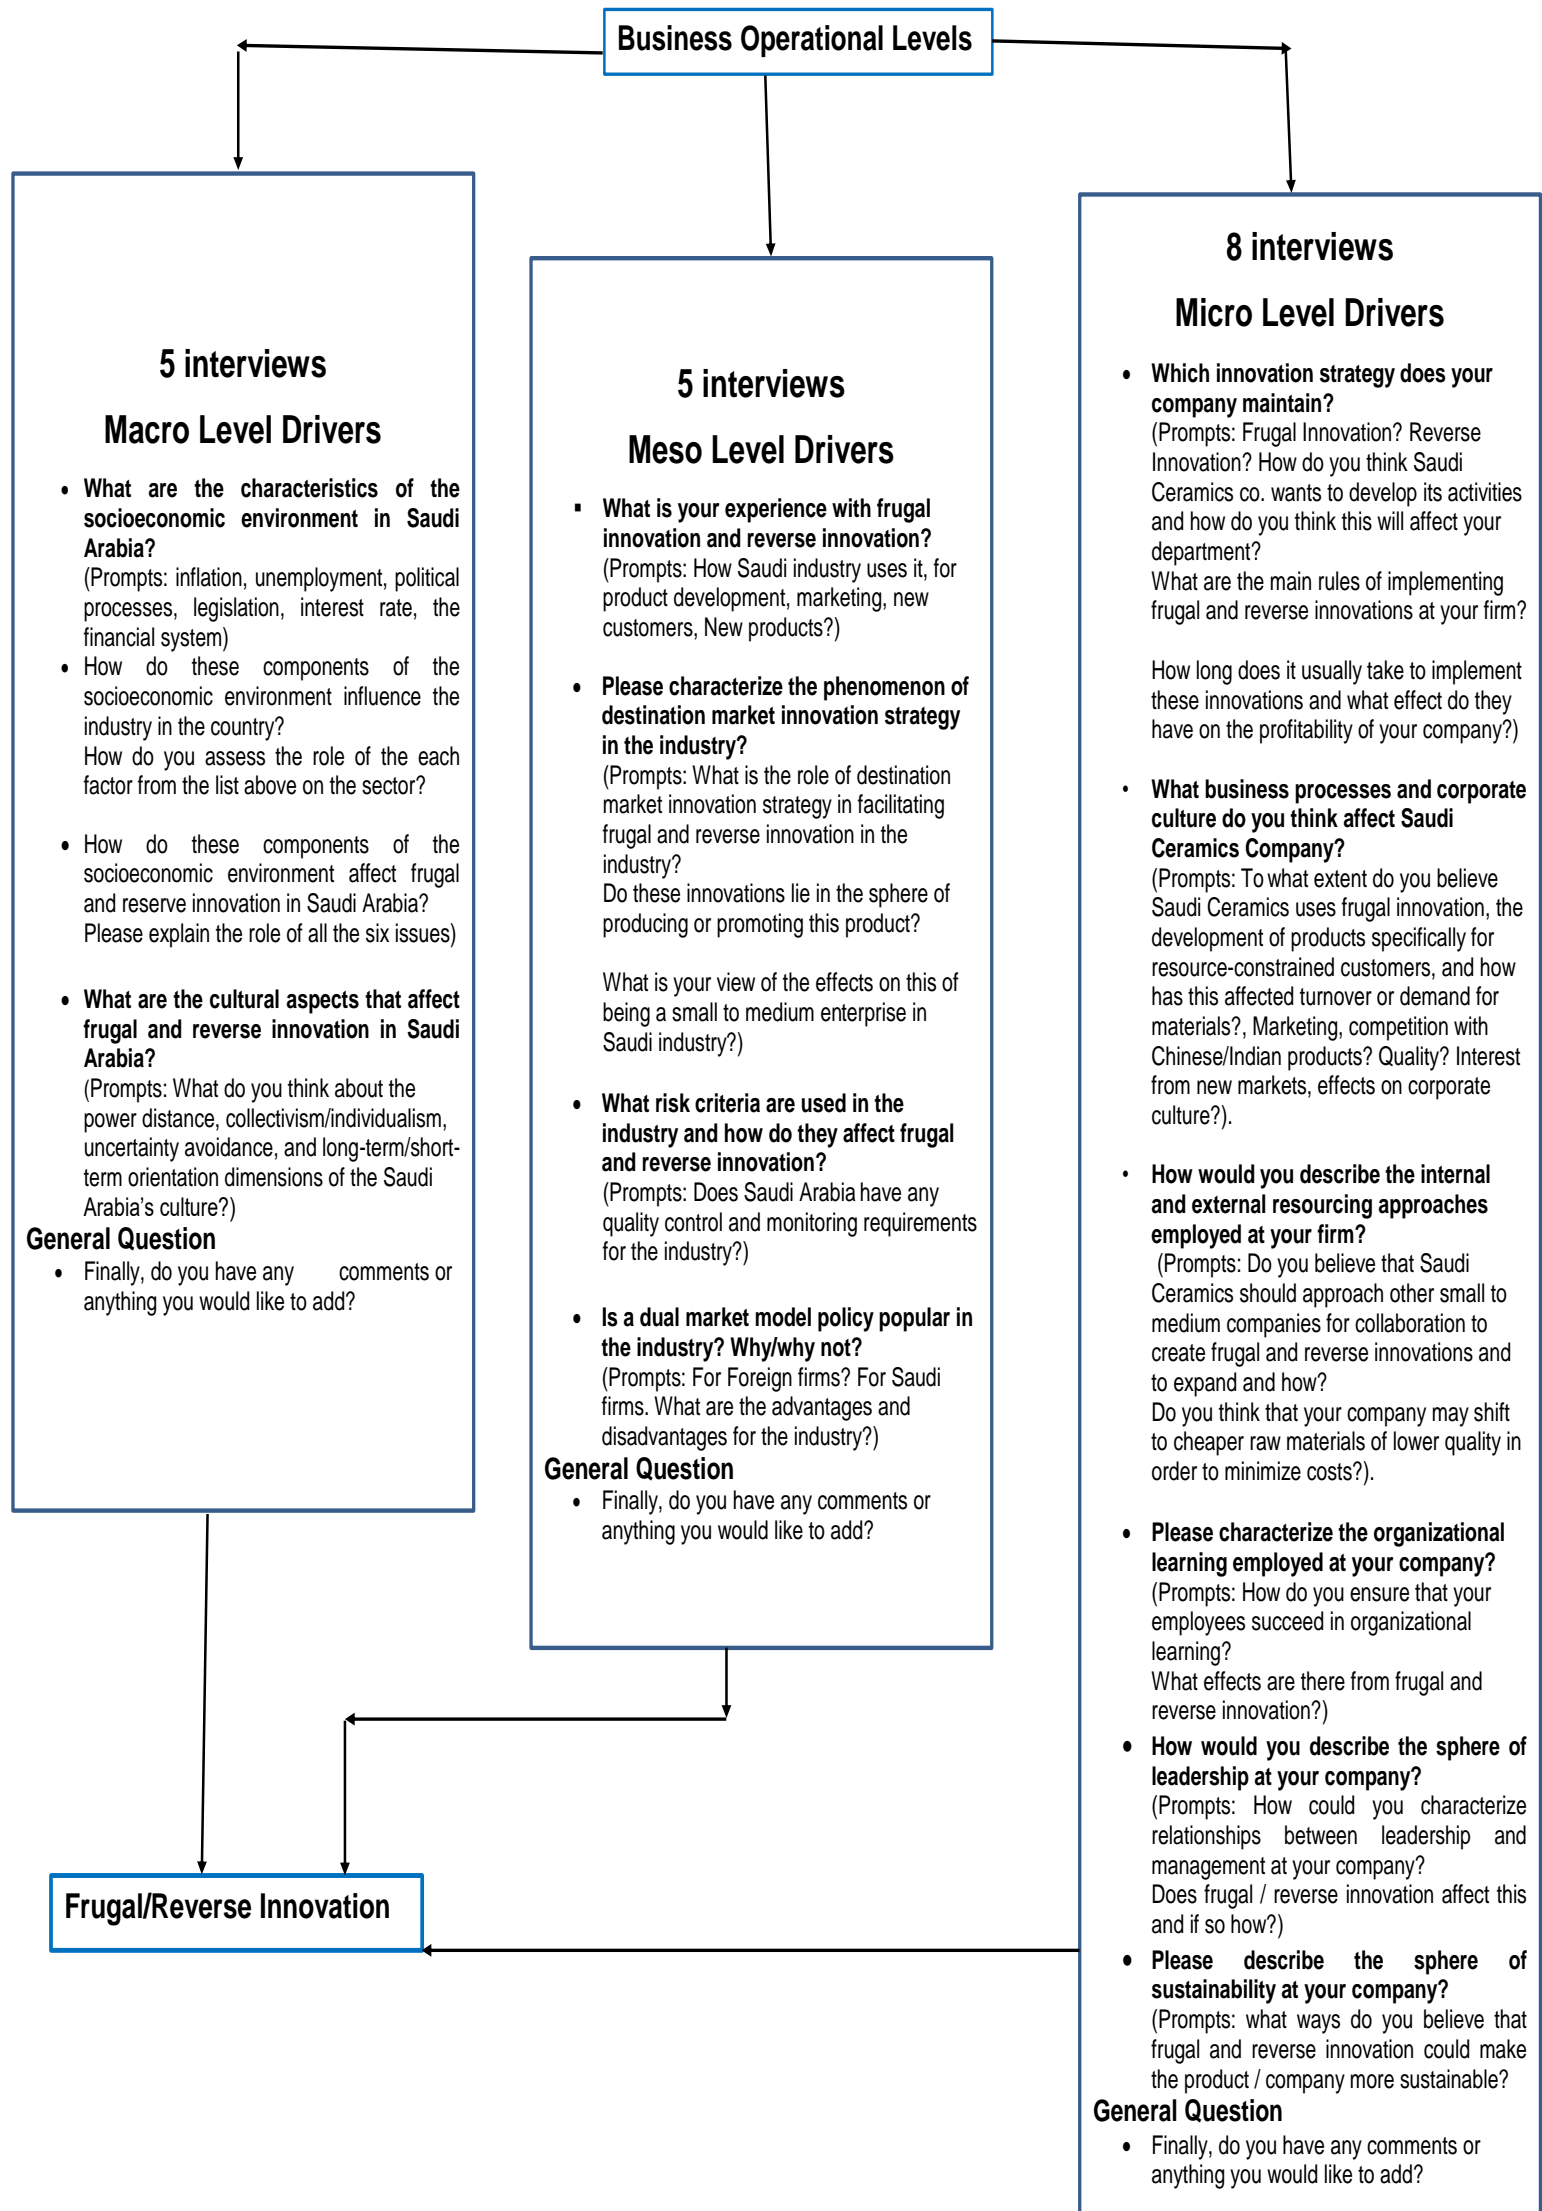 Business Operational Levels
5 interviews
Macro Level Drivers
• What are the characteristics of the
socioeconomic environment in Saudi
Arabia?
(Prompts: inflation, unemployment, political
processes, legislation, interest rate, the
financial system)
• How do these components of the
socioeconomic environment influence the
industry in the country?
How do you assess the role of the each
factor from the list above on the sector?
• How do these components of the
socioeconomic environment affect frugal
and reserve innovation in Saudi Arabia?
Please explain the role of all the six issues)
• What are the cultural aspects that affect
frugal and reverse innovation in Saudi
Arabia?
(Prompts: What do you think about the
power distance, collectivism/individualism,
uncertainty avoidance, and long-term/short-
term orientation dimensions of the Saudi
Arabia’s culture?)
General Question
• Finally, do you have any comments or
anything you would like to add?
5 interviews
Meso Level Drivers
▪ What is your experience with frugal
innovation and reverse innovation?
(Prompts: How Saudi industry uses it, for
product development, marketing, new
customers, New products?)
• Please characterize the phenomenon of
destination market innovation strategy
in the industry?
(Prompts: What is the role of destination
market innovation strategy in facilitating
frugal and reverse innovation in the
industry?
Do these innovations lie in the sphere of
producing or promoting this product?
What is your view of the effects on this of
being a small to medium enterprise in
Saudi industry?)
• What risk criteria are used in the
industry and how do they affect frugal
and reverse innovation?
(Prompts: Does Saudi Arabia have any
quality control and monitoring requirements
for the industry?)
• Is a dual market model policy popular in
the industry? Why/why not?
(Prompts: For Foreign firms? For Saudi
firms. What are the advantages and
disadvantages for the industry?)
General Question
• Finally, do you have any comments or
anything you would like to add?
8 interviews
Micro Level Drivers
• Which innovation strategy does your
company maintain?
(Prompts: Frugal Innovation? Reverse
Innovation? How do you think Saudi
Ceramics co. wants to develop its activities
and how do you think this will affect your
department?
What are the main rules of implementing
frugal and reverse innovations at your firm?
How long does it usually take to implement
these innovations and what effect do they
have on the profitability of your company?)
• What business processes and corporate
culture do you think affect Saudi
Ceramics Company?
(Prompts: To what extent do you believe
Saudi Ceramics uses frugal innovation, the
development of products specifically for
resource-constrained customers, and how
has this affected turnover or demand for
materials?, Marketing, competition with
Chinese/Indian products? Quality? Interest
from new markets, effects on corporate
culture?).
• How would you describe the internal
and external resourcing approaches
employed at your firm?
(Prompts: Do you believe that Saudi
Ceramics should approach other small to
medium companies for collaboration to
create frugal and reverse innovations and
to expand and how?
Do you think that your company may shift
to cheaper raw materials of lower quality in
order to minimize costs?).
• Please characterize the organizational
learning employed at your company?
(Prompts: How do you ensure that your
employees succeed in organizational
learning?
What effects are there from frugal and
reverse innovation?)
• How would you describe the sphere of
leadership at your company?
(Prompts: How could you characterize
relationships between leadership and
management at your company?
Does frugal / reverse innovation affect this
and if so how?)
• Please describe the sphere of
sustainability at your company?
(Prompts: what ways do you believe that
frugal and reverse innovation could make
the product / company more sustainable?
General Question
• Finally, do you have any comments or
anything you would like to add?
Frugal/Reverse Innovation